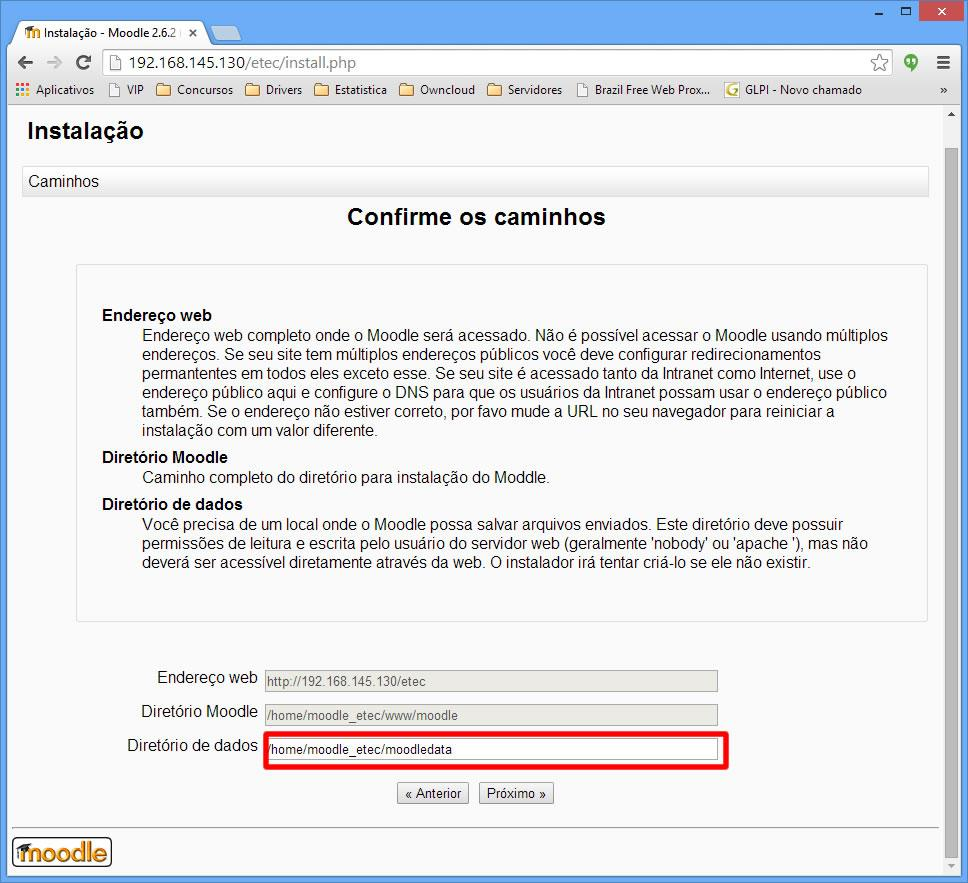 Instalação - Moodle 2.6.2
192.168.145.130/etec/install.php
Aplicativos VIP Concursos Drivers Estatistica Owncloud Servidores Brazil Free Web Prox... GLPI - Novo chamado »
Instalação
Caminhos
Confirme os caminhos
Endereço web
Endereço web completo onde o Moodle será acessado. Não é possível acessar o Moodle usando múltiplos
endereços. Se seu site tem múltiplos endereços públicos você deve configurar redirecionamentos
permantentes em todos eles exceto esse. Se seu site é acessado tanto da Intranet como Internet, use o
endereço público aqui e configure o DNS para que os usuários da Intranet possam usar o endereço público
também. Se o endereço não estiver correto, por favo mude a URL no seu navegador para reiniciar a
instalação com um valor diferente.
Diretório Moodle
Caminho completo do diretório para instalação do Moddle.
Diretório de dados
Você precisa de um local onde o Moodle possa salvar arquivos enviados. Este diretório deve possuir
permissões de leitura e escrita pelo usuário do servidor web (geralmente 'nobody' ou 'apache '), mas não
deverá ser acessível diretamente através da web. O instalador irá tentar criá-lo se ele não existir.
Endereço web http://192.168.145.130/etec
Diretório Moodle /home/moodle_etec/www/moodle
Diretório de dados /home/moodle_etec/moodledata
« Anterior Próximo »
moodle